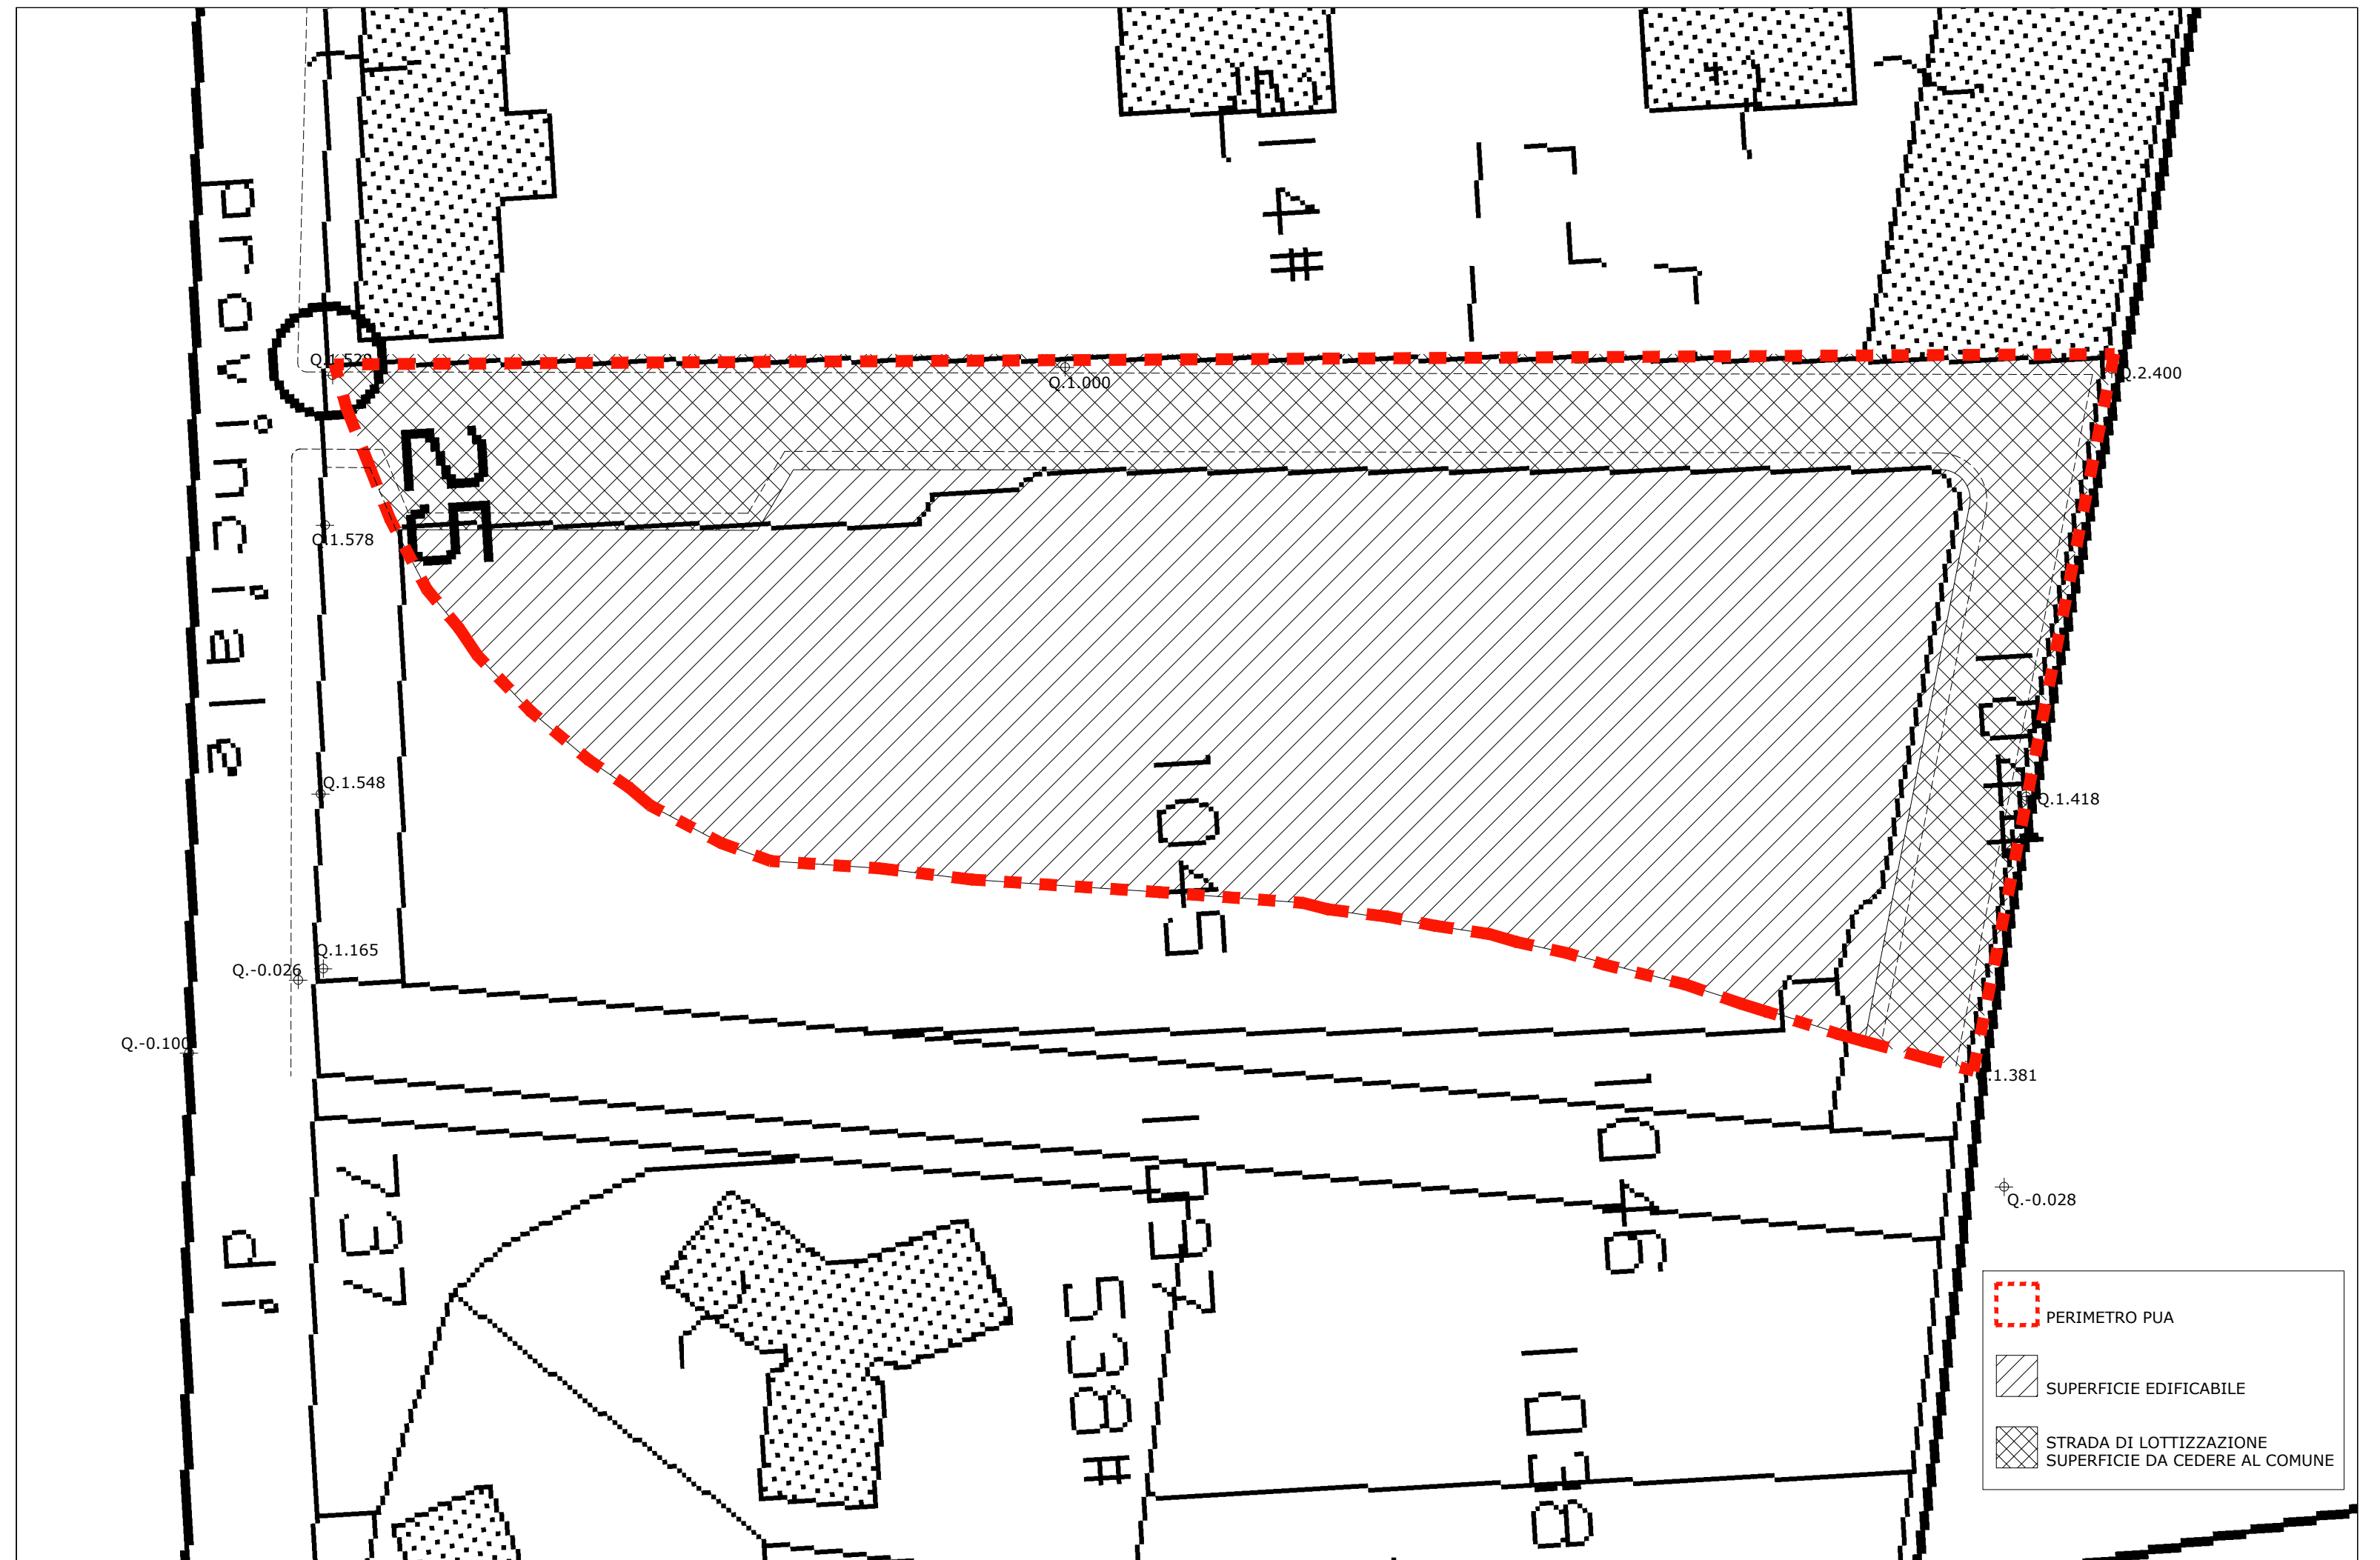 514#
Provinciale
Q.1.529
Q.1.000
Q.2.400
25
Q.1.578
1044
Q.1.548
1045
Q.1.418
Q.1.165
Q.-0.026
Q.-0.100
1.381
737
1046
Q.-0.028
d'
538#
PERIMETRO PUA
SUPERFICIE EDIFICABILE
STRADA DI LOTTIZZAZIONE
SUPERFICIE DA CEDERE AL COMUNE